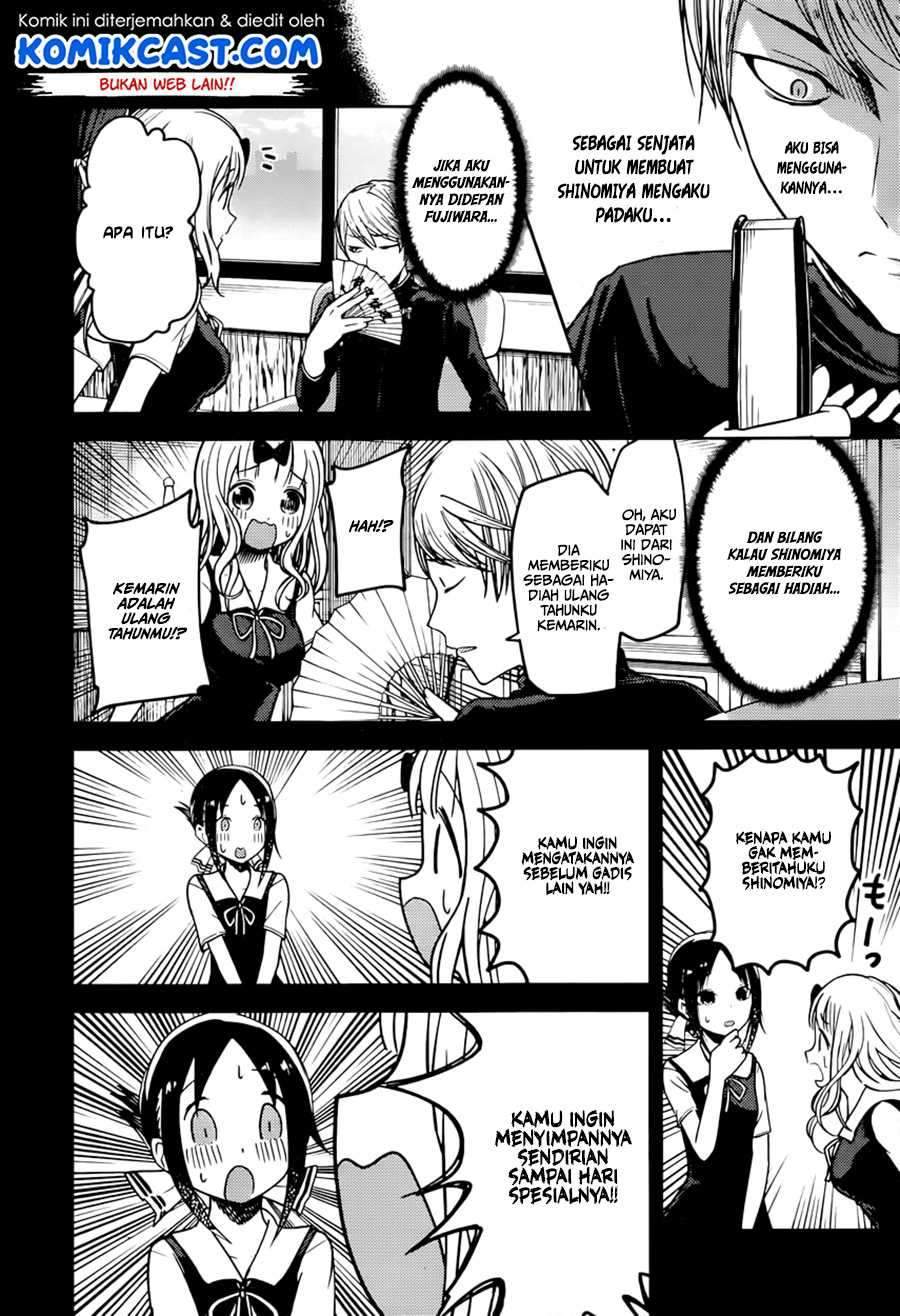 Komik ini diterjemahkan & diedit oleh
KOMIKCAST.COM
BUKAN WEB LAIN!!
AKU BISA
MENGGUNA-
KANNYA...
SEBAGAI SENJATA
UNTUK MEMBUAT
SHINOMIYA MENGAKU
PADAKU...
JIKA AKU
MENGGUNAKAN-
NYA DIDEPAN
FUJIWARA...
APA ITU?
DAN BILANG
KALAU SHINOMIYA
MEMBERIKU
SEBAGAI HADIAH...
OH, AKU
DAPAT
INI DARI
SHINO-
MIYA.
DIA
MEMBERIKU
SEBAGAI HA-
DIAH ULANG
TAHUNKU
KEMARIN.
HAH!?
KEMARIN
ADALAH
ULANG
TAHUNMU!?
KENAPA KAMU
GAK MEM-
BERITAHUKU
SHINOMIYA!?
もーっ
KAMU INGIN
MENGATAKANNYA
SEBELUM GADIS
LAIN YAH!!
KAMU INGIN
MENYIMPANNYA
SENDIRIAN
SAMPAI HARI
SPESIALNYA!!